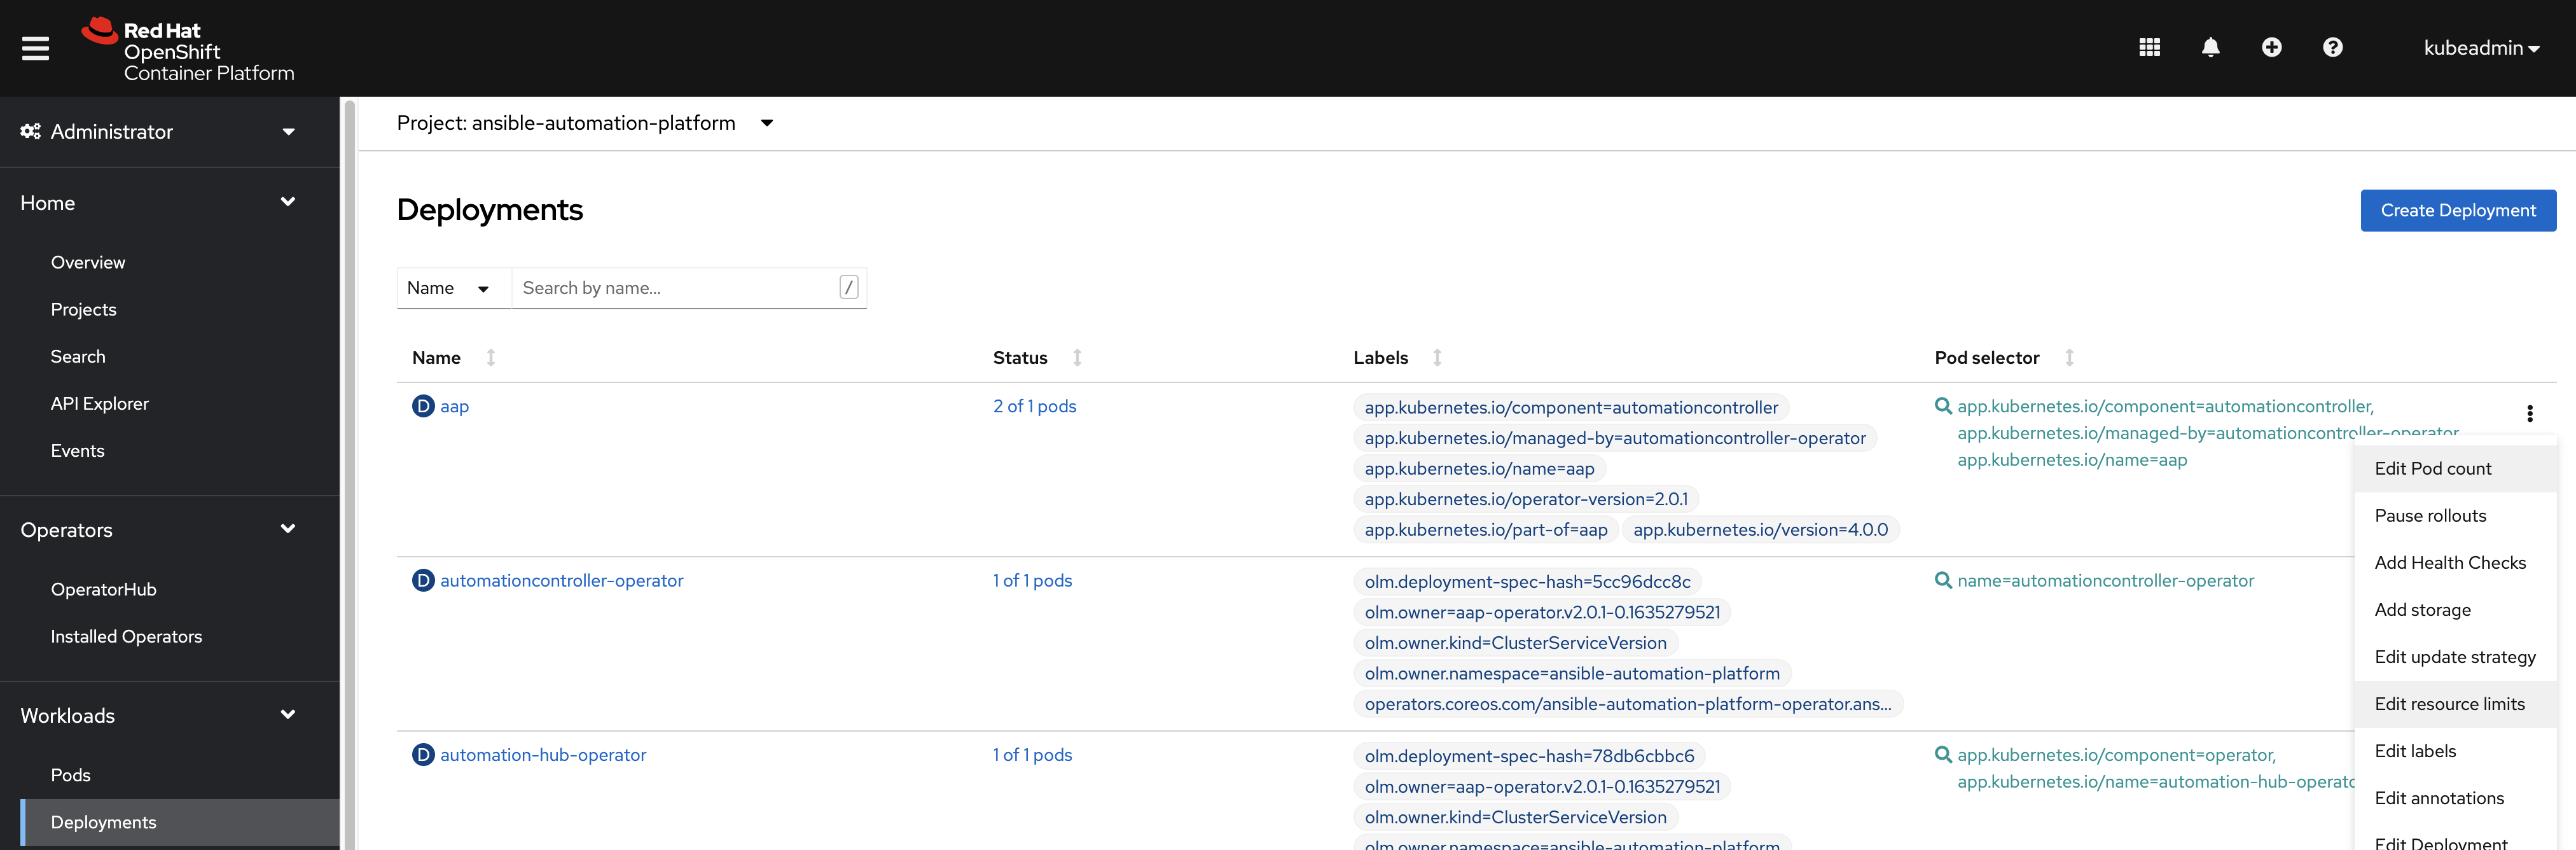 Red Hat
OpenShift
Container Platform
kubeadmin
Administrator
Home
Overview
Projects
Search
API Explorer
Events
Operators
OperatorHub
Installed Operators
Workloads
Pods
Deployments
Project: ansible-automation-platform
Deployments
Create Deployment
Name
Search by name...
/
Name
Status
Labels
Pod selector
D aap
2 of 1 pods
app.kubernetes.io/component=automationcontroller
app.kubernetes.io/managed-by=automationcontroller-operator
app.kubernetes.io/name=aap
app.kubernetes.io/operator-version=2.0.1
app.kubernetes.io/part-of=aap app.kubernetes.io/version=4.0.0
app.kubernetes.io/component=automationcontroller,
app.kubernetes.io/managed-by=automationcontroller-operator
app.kubernetes.io/name=aap
D automationcontroller-operator
1 of 1 pods
olm.deployment-spec-hash=5cc96dcc8c
olm.owner=aap-operator.v2.0.1-0.1635279521
olm.owner.kind=ClusterServiceVersion
olm.owner.namespace=ansible-automation-platform
operators.coreos.com/ansible-automation-platform-operator.ans...
name=automationcontroller-operator
D automation-hub-operator
1 of 1 pods
olm.deployment-spec-hash=78db6cbbc6
olm.owner=aap-operator.v2.0.1-0.1635279521
olm.owner.kind=ClusterServiceVersion
olm.owner.namespace=ansible-automation-platform
app.kubernetes.io/component=operator,
app.kubernetes.io/name=automation-hub-operato
Edit Pod count
Pause rollouts
Add Health Checks
Add storage
Edit update strategy
Edit resource limits
Edit labels
Edit annotations
Edit Deployment